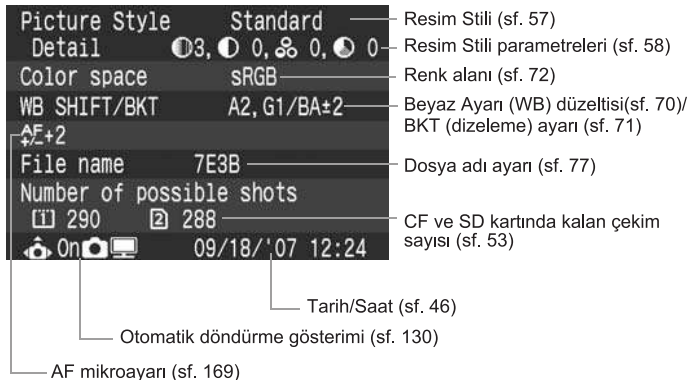 Picture Style Standard
Detail 3, 0, 0, 0
Color space sRGB
WB SHIFT/BKT A2,G1/BA±2
AF+2
File name 7E3B
Number of possible shots
[1] 290 [2] 288
On 09/18/'07 12:24
Resim Stili (sf. 57)
Resim Stili parametreleri (sf. 58)
Renk alanı (sf. 72)
Beyaz Ayarı (WB) düzeltisi(sf. 70)/
BKT (dizeleme) ayarı (sf. 71)
Dosya adı ayarı (sf. 77)
CF ve SD kartında kalan çekim
sayısı (sf. 53)
Tarih/Saat (sf. 46)
Otomatik döndürme gösterimi (sf. 130)
AF mikroayarı (sf. 169)